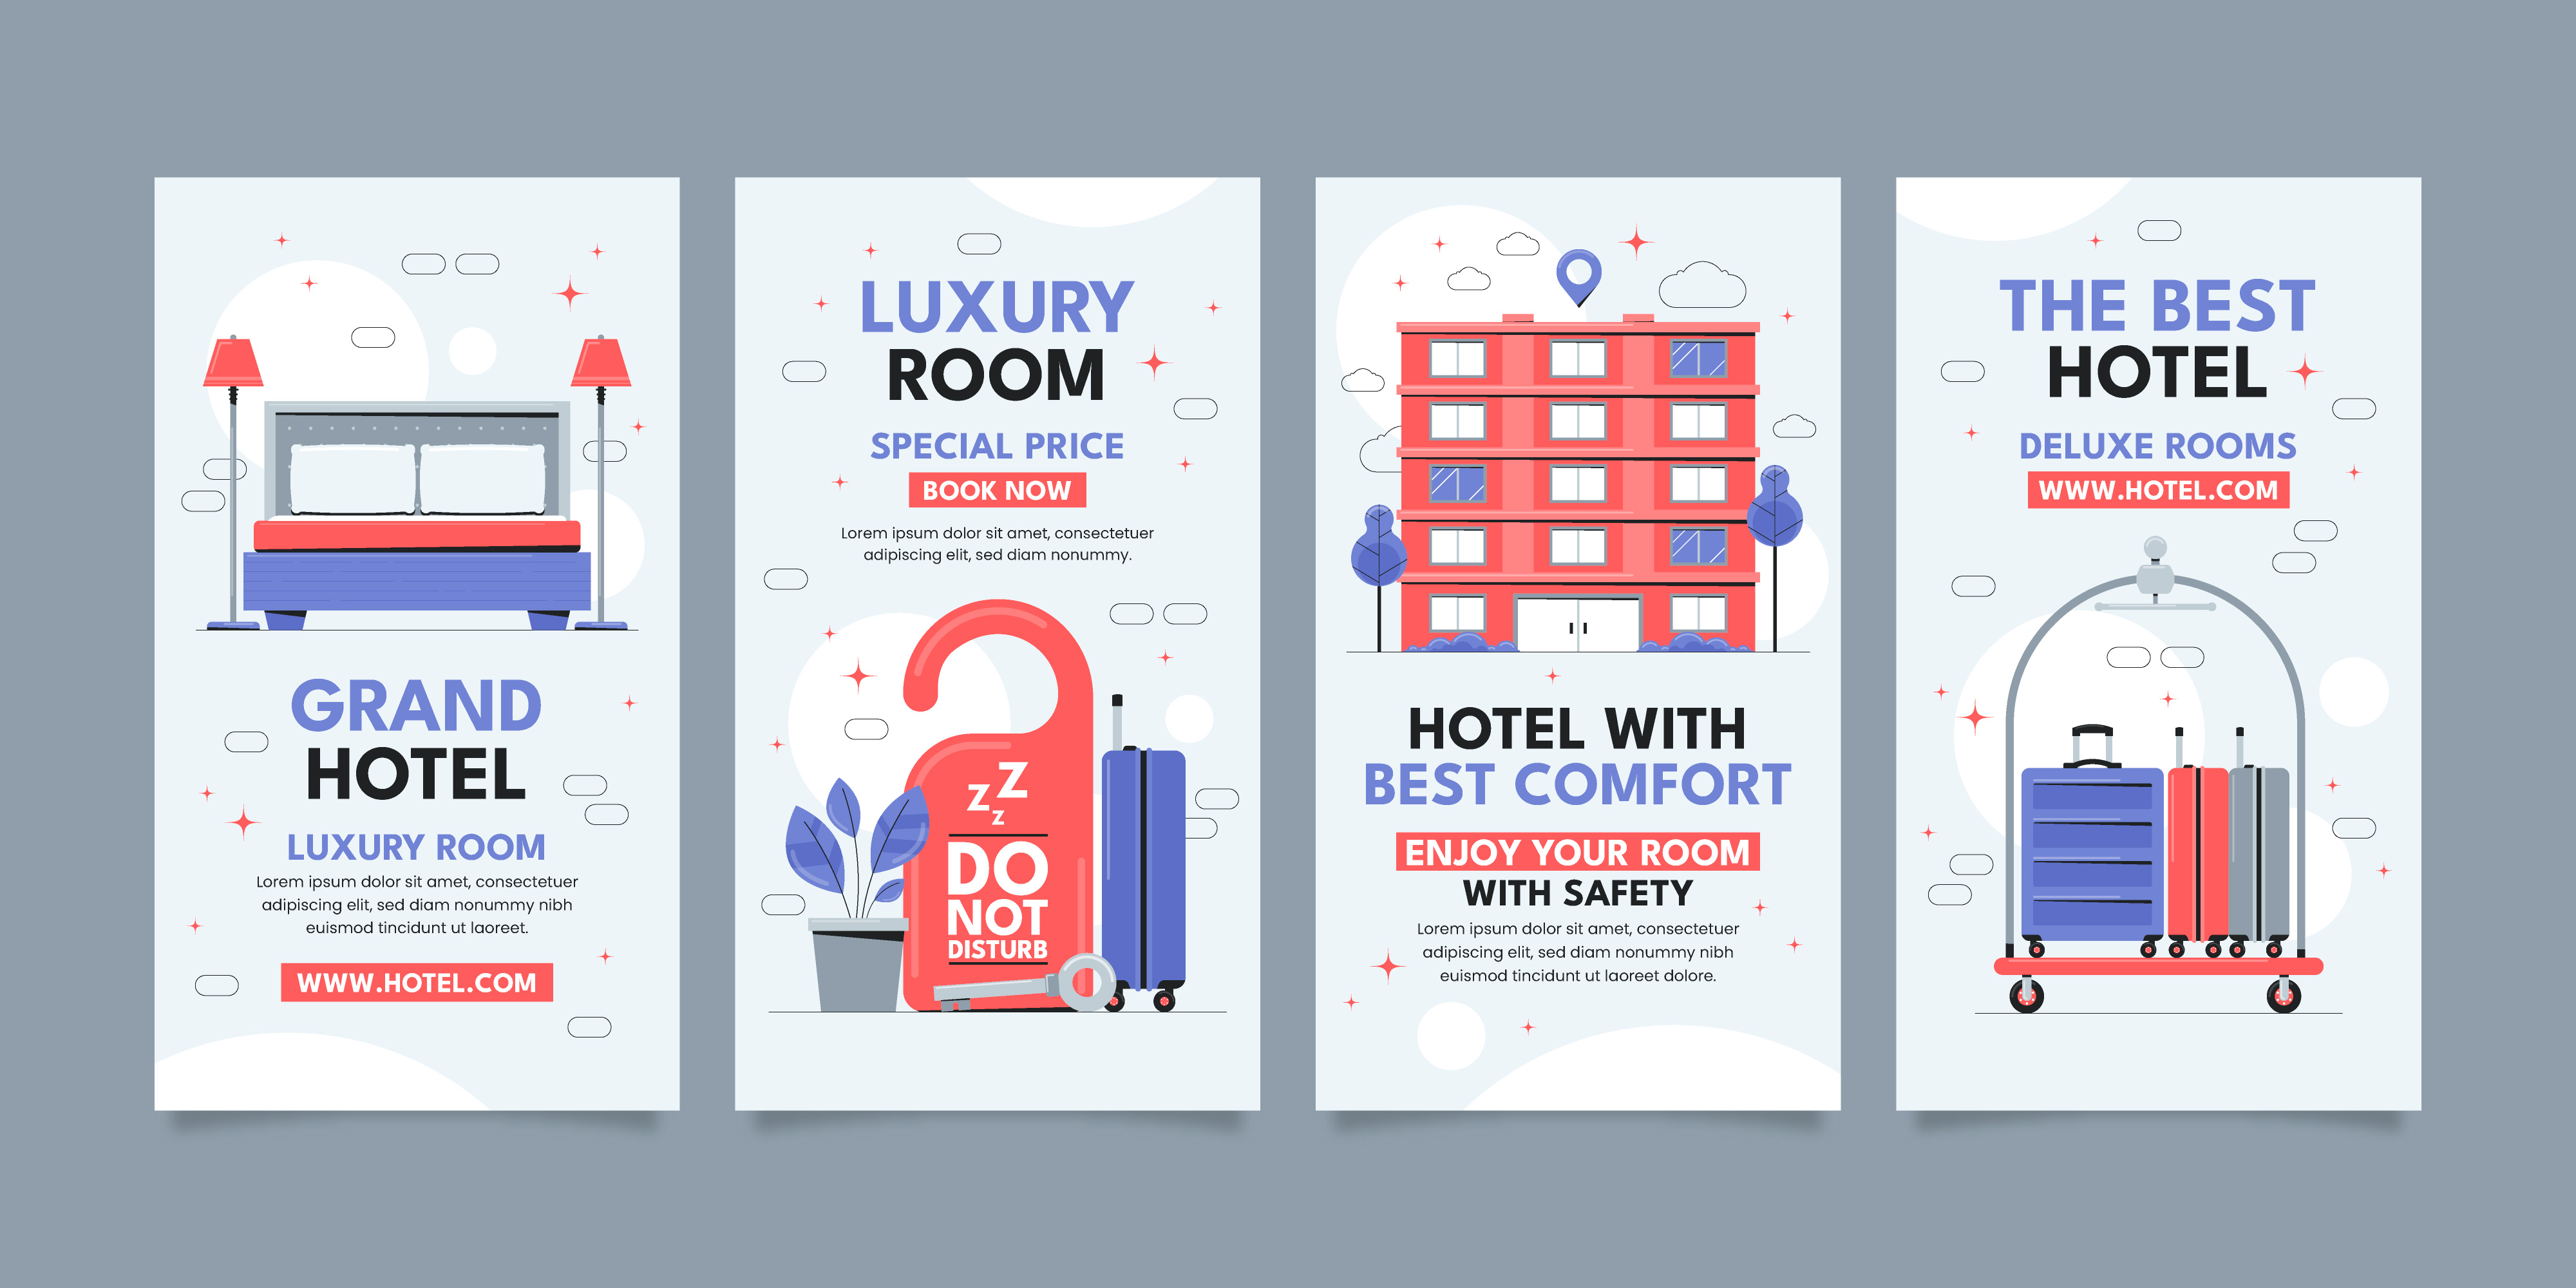 GRAND
HOTEL
LUXURY ROOM
Lorem ipsum dolor sit amet, consectetuer
adipiscing elit, sed diam nonummy nibh
euismod tincidunt ut laoreet.
WWW.HOTEL.COM
LUXURY
ROOM
SPECIAL PRICE
BOOK NOW
Lorem ipsum dolor sit amet, consectetuer
adipiscing elit, sed diam nonummy.
z Z
z
DO
NOT
DISTURB
HOTEL WITH
BEST COMFORT
ENJOY YOUR ROOM
WITH SAFETY
Lorem ipsum dolor sit amet, consectetuer
adipiscing elit, sed diam nonummy nibh
euismod tincidunt ut laoreet dolore.
THE BEST
HOTEL
DELUXE ROOMS
WWW.HOTEL.COM